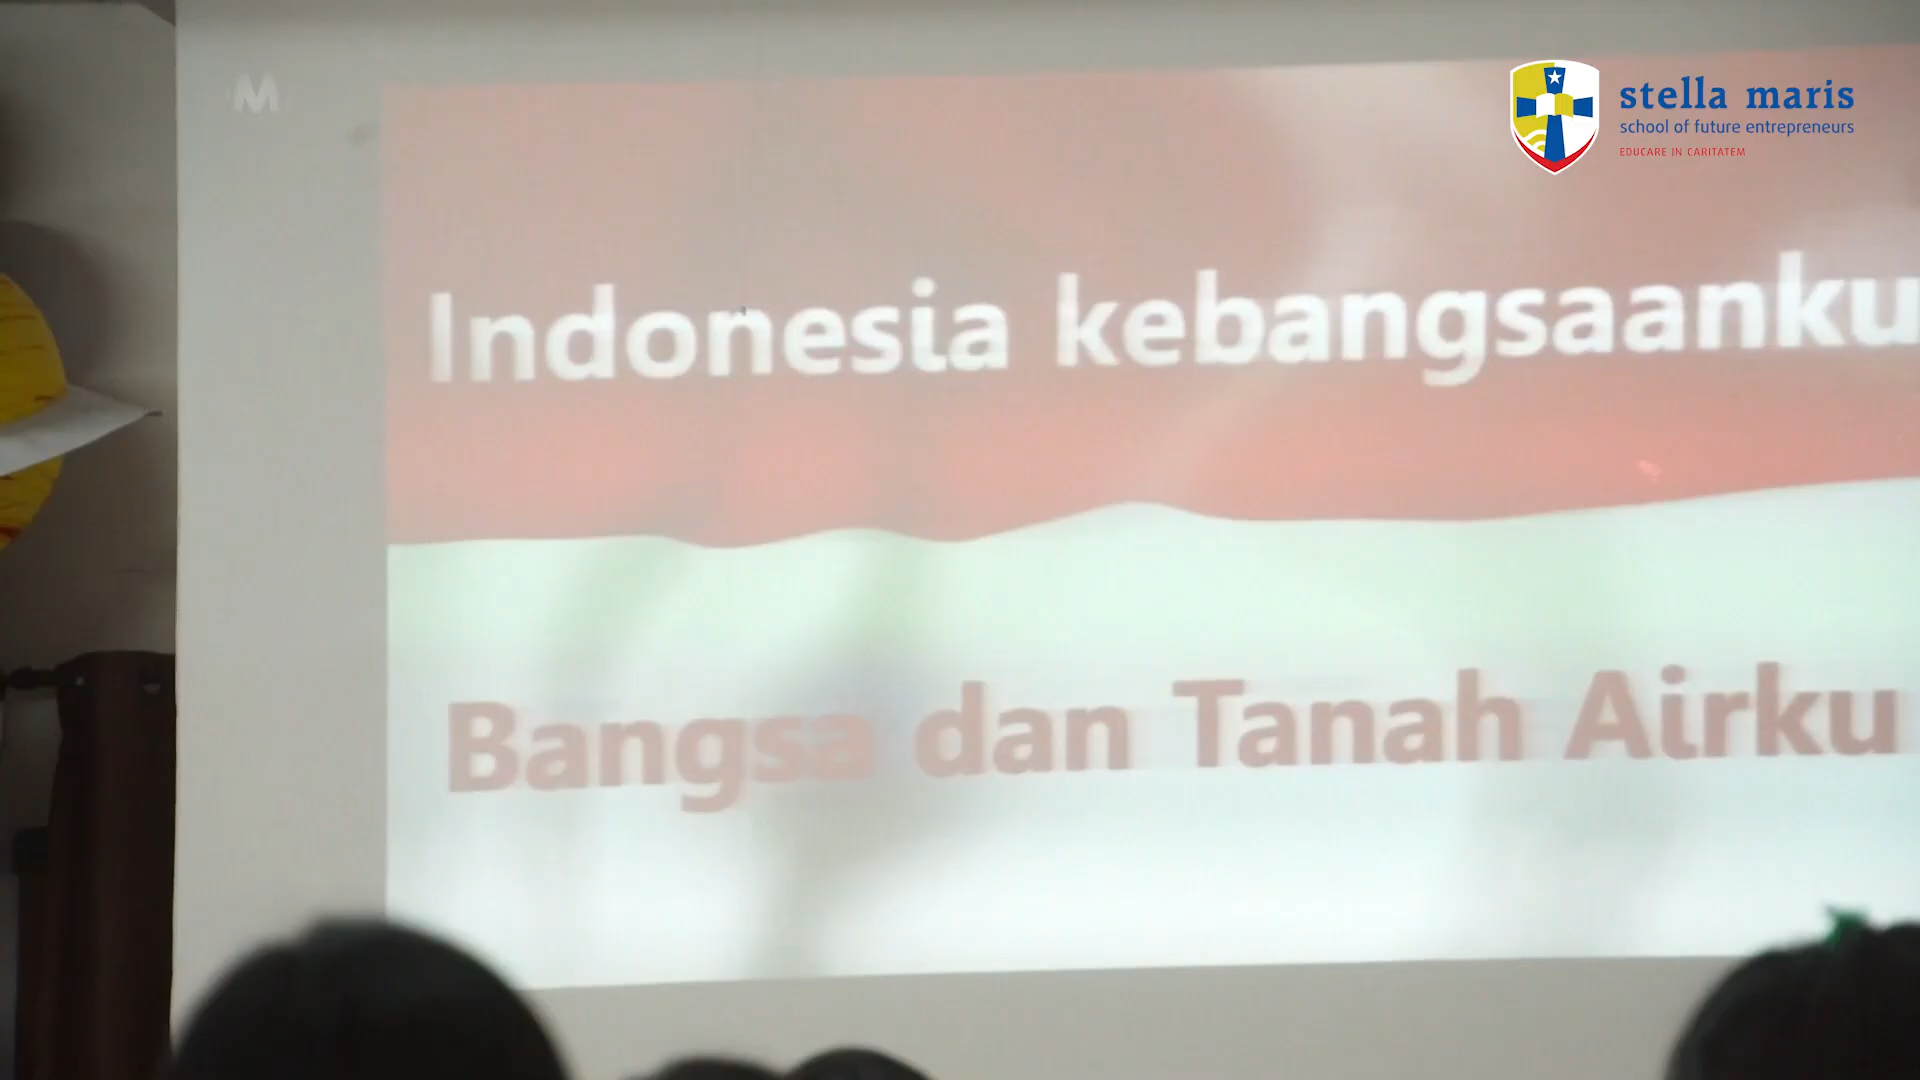 M
stella maris
school of future entrepreneurs
EDUCARE IN CARITATEM
Indonesia kebangsaanku
Bangsa dan Tanah Airku